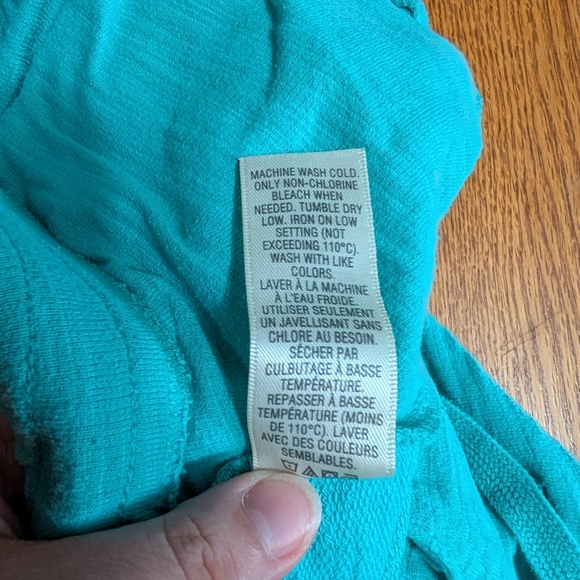 MACHINE WASH COLD.
ONLY NON-CHLORINE
BLEACH WHEN
NEEDED. TUMBLE DRY
LOW. IRON ON LOW
SETTING (NOT
EXCEEDING 110°C).
WASH WITH LIKE
COLORS.
LAVER À LA MACHINE
À L'EAU FROIDE.
UTILISER SEULEMENT
UN JAVELLISANT SANS
CHLORE AU BESOIN.
SÉCHER PAR
CULBUTAGE À BASSE
TEMPÉRATURE.
REPASSER À BASSE
TEMPÉRATURE (MOINS
DE 110°C). LAVER
AVEC DES COULEURS
SEMBLABLES.